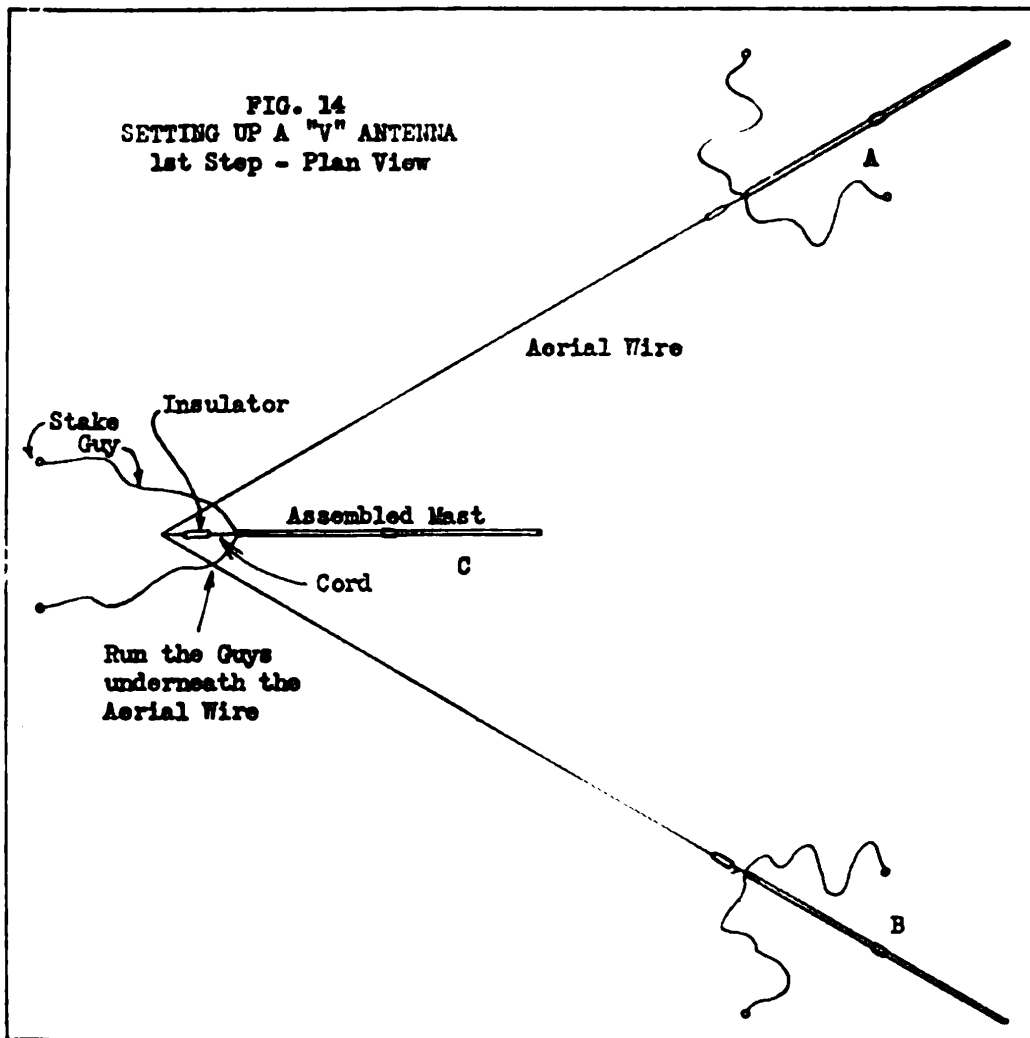 FIG. 14
SETTING UP A "V" ANTENNA
1st Step - Plan View
A
Aerial Wire
Insulator
Stake
Guy
Assembled Mast
C
Cord
Run the Guys
underneath the
Aerial Wire
B